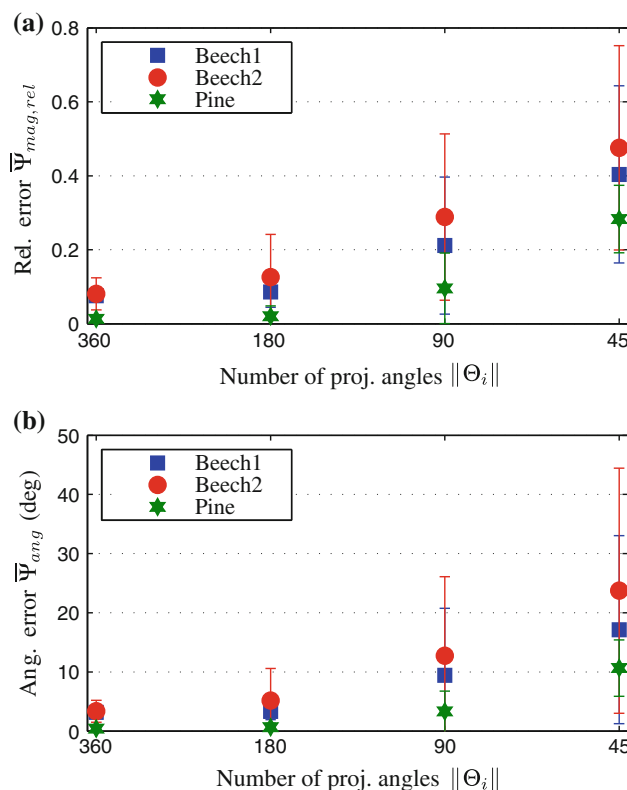 (a)
0.8
0.6
0.4
0.2
0
Rel. error Ψ̅mag,rel
Beech1
Beech2
Pine
360 180 90 45
Number of proj. angles ‖Θi‖
(b)
50
40
30
20
10
0
Ang. error Ψ̅ang (deg)
Beech1
Beech2
Pine
360 180 90 45
Number of proj. angles ‖Θi‖